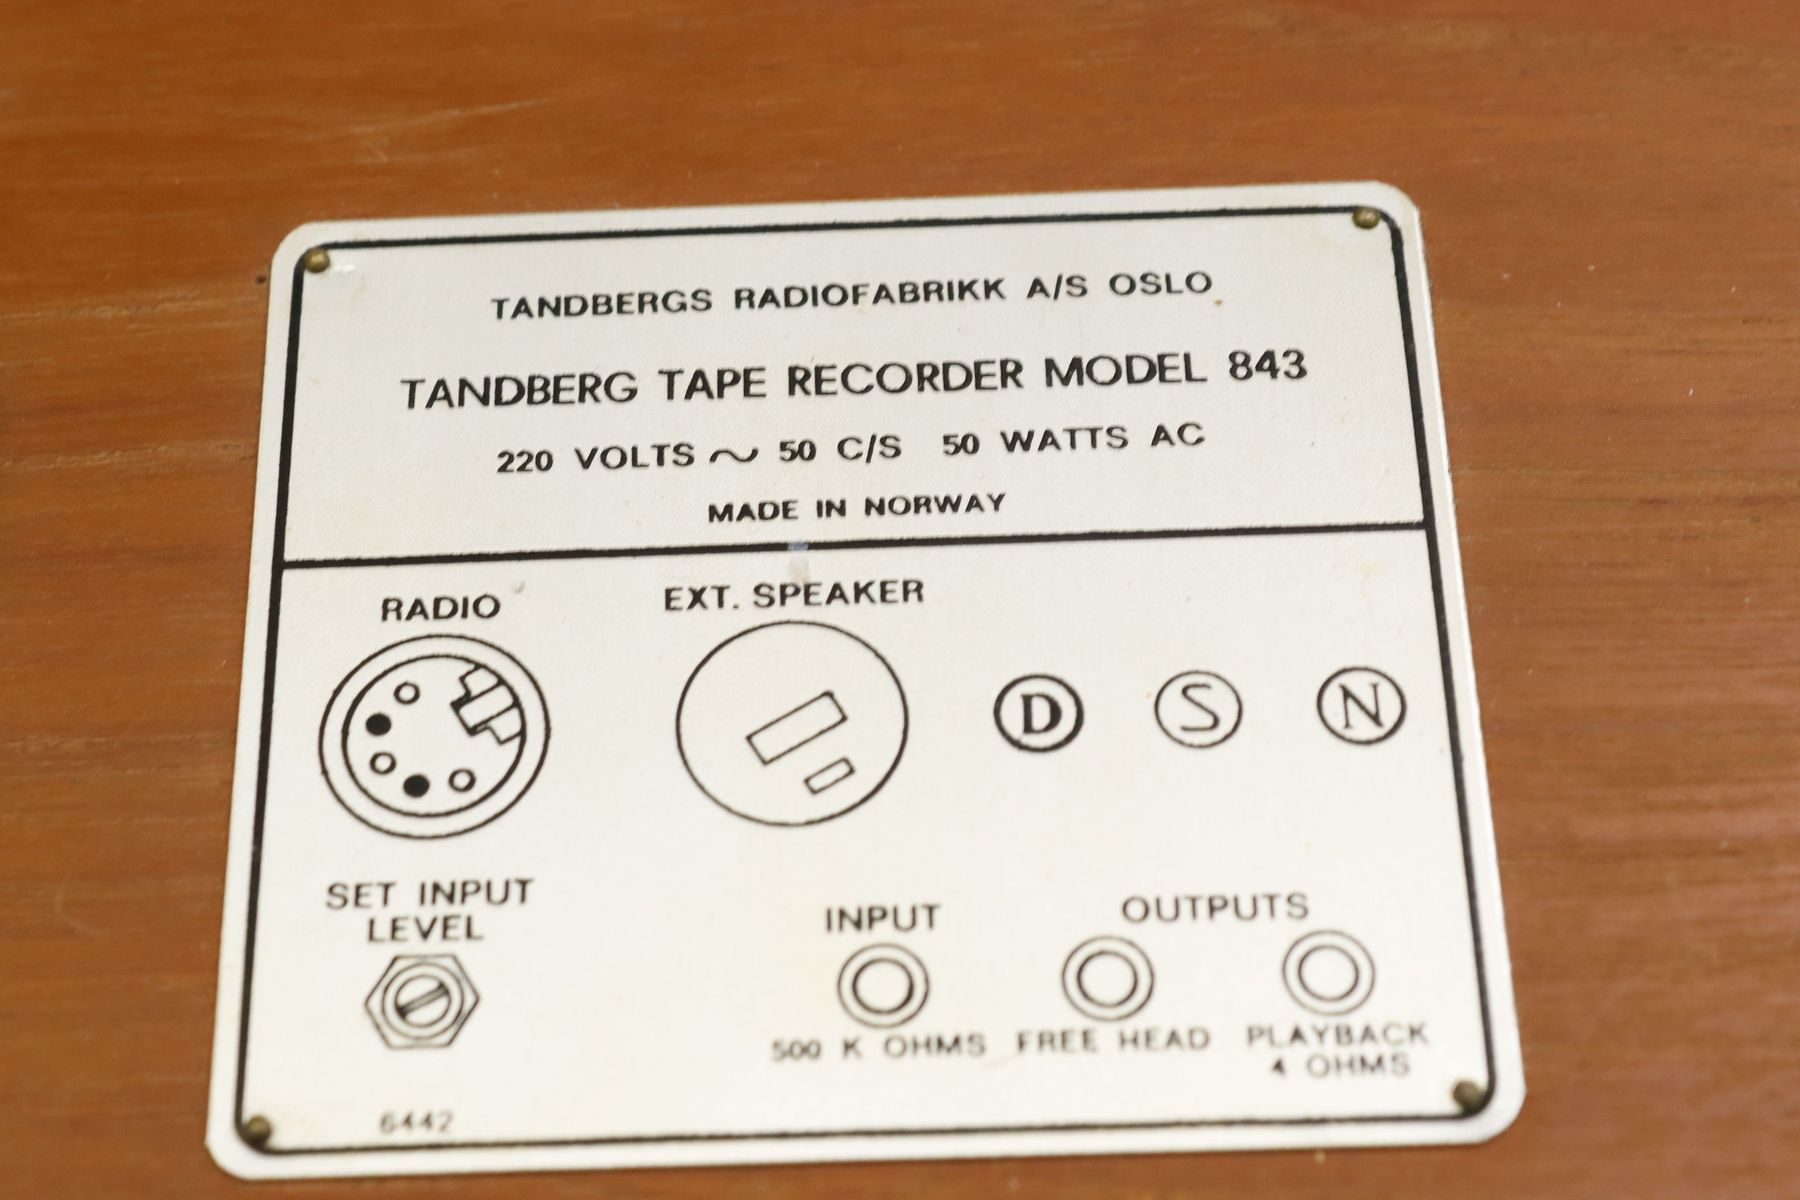 TANDBERGS RADIOFABRIKK A/S OSLO
TANDBERG TAPE RECORDER MODEL 843
220 VOLTS ~ 50 C/S 50 WATTS AC
MADE IN NORWAY
RADIO
EXT. SPEAKER
D S N
SET INPUT
LEVEL
INPUT
OUTPUTS
500 K OHMS
FREE HEAD
PLAYBACK
4 OHMS
6442